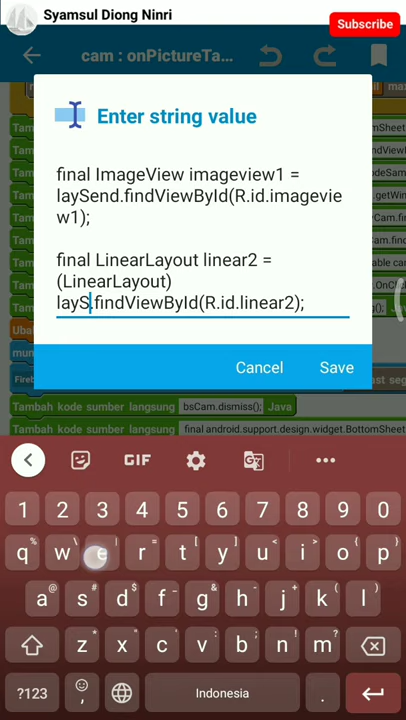 Syamsul Diong Ninri
Subscribe
cam : onPictureTa...
Enter string value
final ImageView imageview1 =
laySend.findViewById(R.id.imagevie
w1);
final LinearLayout linear2 =
(LinearLayout)
layS.findViewById(R.id.linear2);
Cancel
Save
Tambah kode sumber langsung bsCam.dismiss(); Java
Tambah kode sumber langsung final android.support.design.widget.BottomSheet
GIF
1 2 3 4 5 6 7 8 9 0
q w e r t y u i o p
a s d f g h j k l
z x c v b n m
?123 , Indonesia .